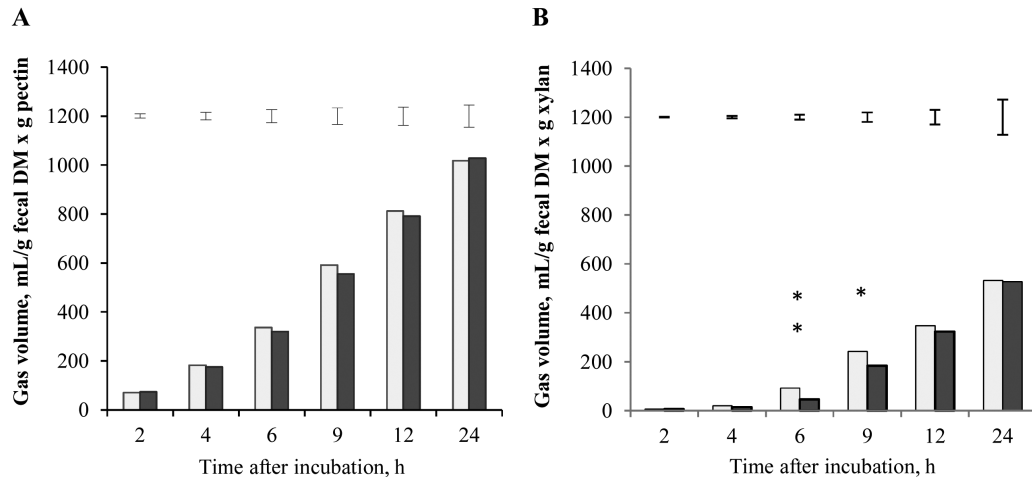 A
Gas volume, mL/g fecal DM x g pectin
1400
1200
1000
800
600
400
200
0
2 4 6 9 12 24
Time after incubation, h
B
Gas volume, mL/g fecal DM x g xylan
1400
1200
1000
800
600
400
200
0
*
*
*
2 4 6 9 12 24
Time after incubation, h